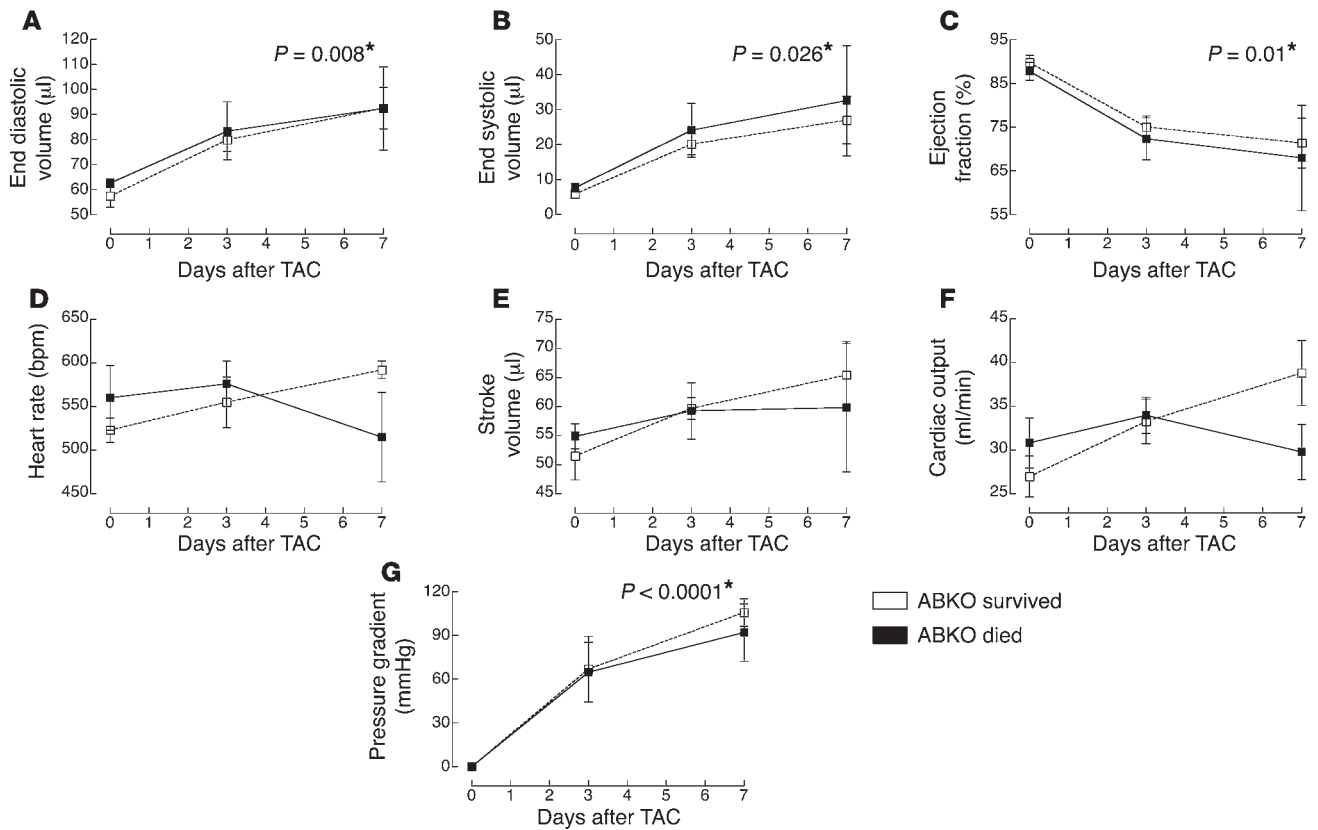 A
End diastolic
volume (µl)
120
110
100
90
80
70
60
50
P = 0.008*
0 1 2 3 4 5 6 7
Days after TAC
B
End systolic
volume (µl)
50
40
30
20
10
0
P = 0.026*
0 1 2 3 4 5 6 7
Days after TAC
C
Ejection
fraction (%)
95
85
75
65
55
P = 0.01*
0 1 2 3 4 5 6 7
Days after TAC
D
Heart rate (bpm)
650
600
550
500
450
0 1 2 3 4 5 6 7
Days after TAC
E
Stroke
volume (µl)
75
70
65
60
55
50
45
0 1 2 3 4 5 6 7
Days after TAC
F
Cardiac output
(ml/min)
45
40
35
30
25
0 1 2 3 4 5 6 7
Days after TAC
G
Pressure gradient
(mmHg)
120
90
60
30
0
P < 0.0001*
0 1 2 3 4 5 6 7
Days after TAC
ABKO survived
ABKO died